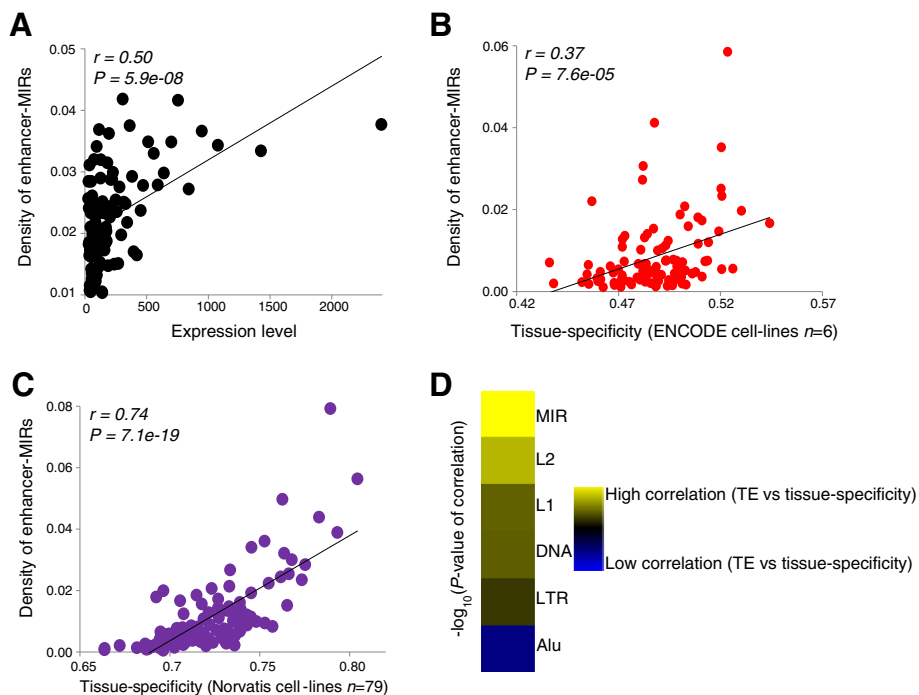 A
r = 0.50
P = 5.9e-08
Density of enhancer-MIRs
0.05
0.04
0.03
0.02
0.01
0 500 1000 1500 2000
Expression level
B
r = 0.37
P = 7.6e-05
Density of enhancer-MIRs
0.06
0.04
0.02
0.00
0.42 0.47 0.52 0.57
Tissue-specificity (ENCODE cell-lines n=6)
C
r = 0.74
P = 7.1e-19
Density of enhancer-MIRs
0.08
0.06
0.04
0.02
0.00
0.65 0.7 0.75 0.80
Tissue-specificity (Norvatis cell-lines n=79)
D
-log10(P-value of correlation)
MIR
L2
L1
DNA
LTR
Alu
High correlation (TE vs tissue-specificity)
Low correlation (TE vs tissue-specificity)